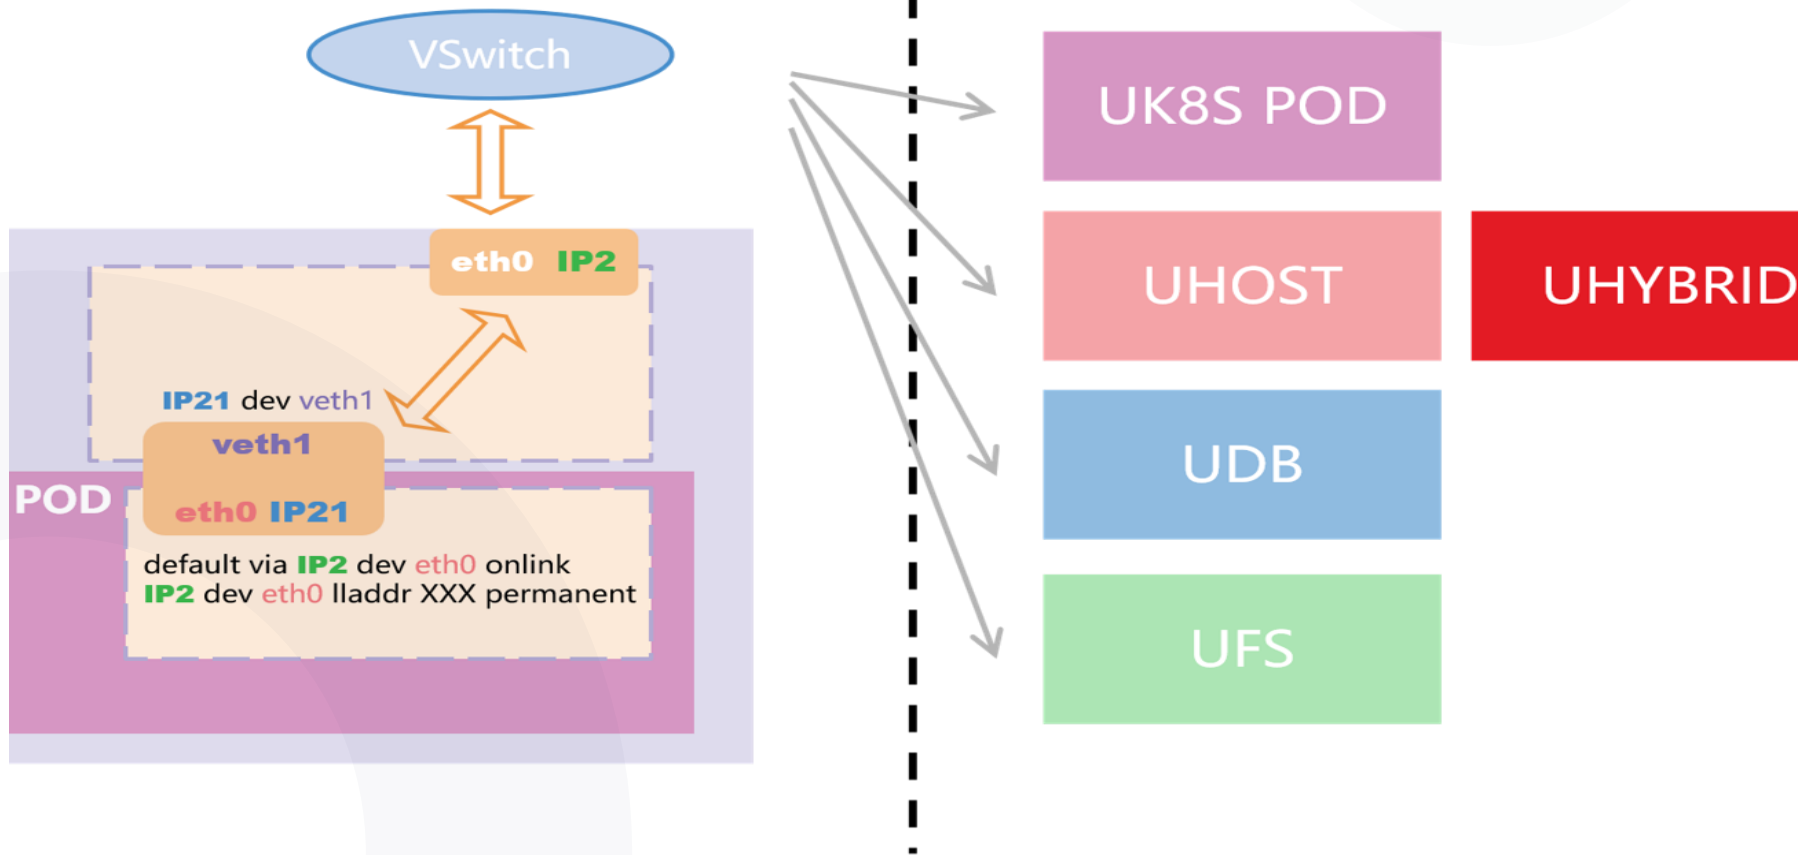 VSwitch
eth0 IP2
IP21 dev veth1
veth1
POD
eth0 IP21
default via IP2 dev eth0 onlink
IP2 dev eth0 lladdr XXX permanent
UK8S POD
UHOST
UHYBRID
UDB
UFS